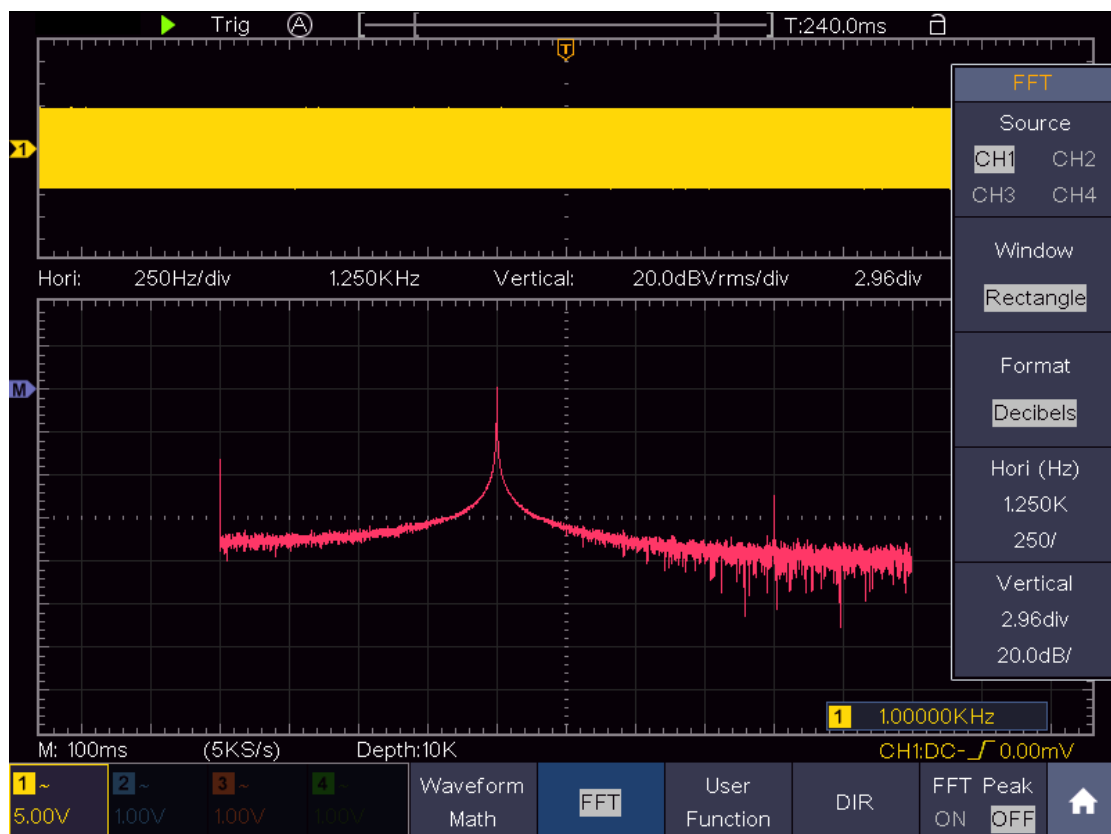 Trig A T:240.0ms
T
FFT
Source
1
CH1 CH2
CH3 CH4
Window
Hori: 250Hz/div 1.250KHz Vertical: 20.0dBVrms/div 2.96div
Rectangle
Format
M
Decibels
Hori (Hz)
1.250K
250/
Vertical
2.96div
20.0dB/
1 1.00000KHz
M: 100ms (5KS/s) Depth:10K CH1:DC- 0.00mV
1 ~ 2 ~ 3 ~ 4 ~
5.00V 1.00V 1.00V 1.00V
Waveform
Math
FFT
User
Function
DIR
FFT Peak
ON OFF